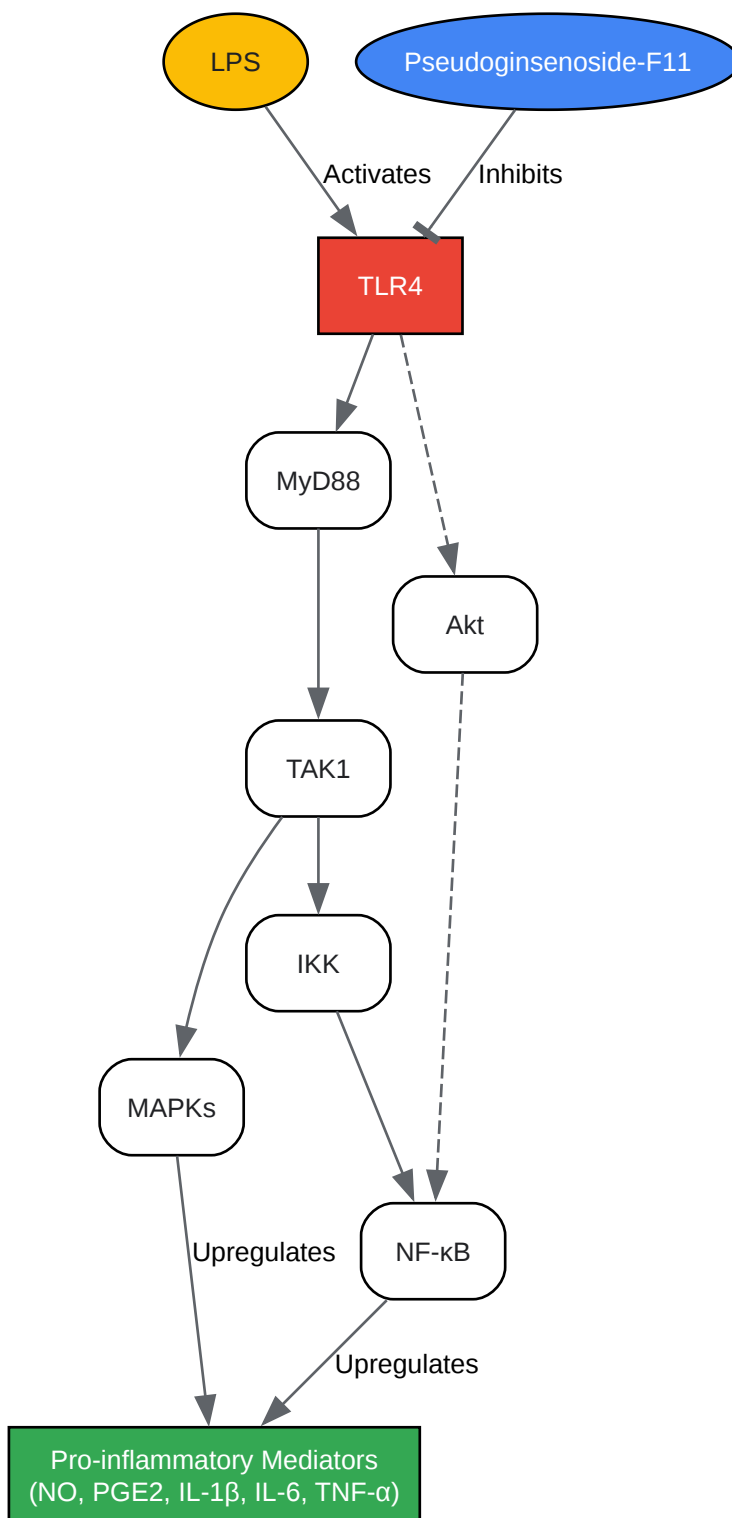 LPS
Pseudoginsenoside-F11
Activates
Inhibits
TLR4
MyD88
Akt
TAK1
IKK
MAPKs
Upregulates
NF-κB
Upregulates
Pro-inflammatory Mediators
(NO, PGE2, IL-1β, IL-6, TNF-α)